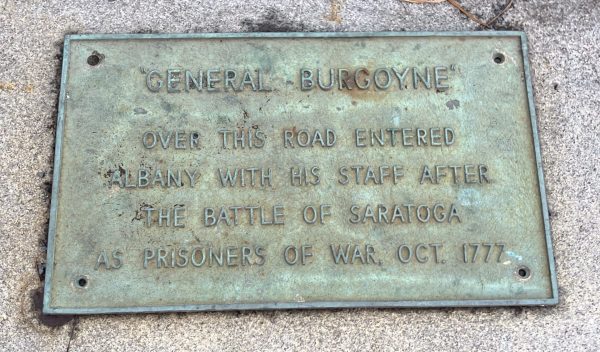 "GENERAL BURGOYNE"
OVER THIS ROAD ENTERED
ALBANY WITH HIS STAFF AFTER
THE BATTLE OF SARATOGA
AS PRISONERS OF WAR, OCT. 1777